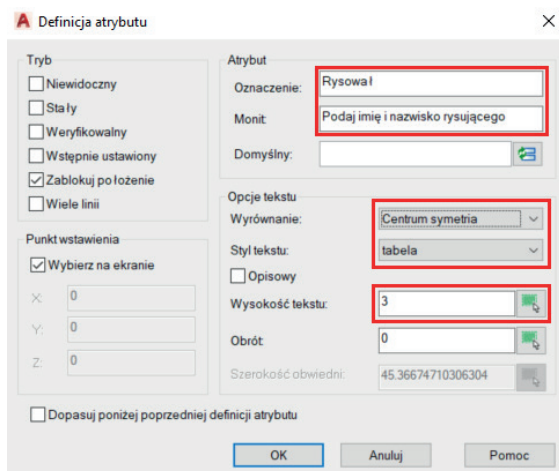 Definicja atrybutu
Tryb
Niewidoczny
Stały
Weryfikowalny
Wstępnie ustawiony
Zablokuj położenie
Wiele linii
Punkt wstawienia
Wybierz na ekranie
X: 0
Y: 0
Z: 0
Atrybut
Oznaczenie: Rysował
Monit: Podaj imię i nazwisko rysującego
Domyślny:
Opcje tekstu
Wyrównanie: Centrum symetria
Styl tekstu: tabela
Opisowy
Wysokość tekstu: 3
Obrót: 0
Szerokość obwiedni: 45.36674710306304
Dopasuj poniżej poprzedniej definicji atrybutu
OK Anuluj Pomoc